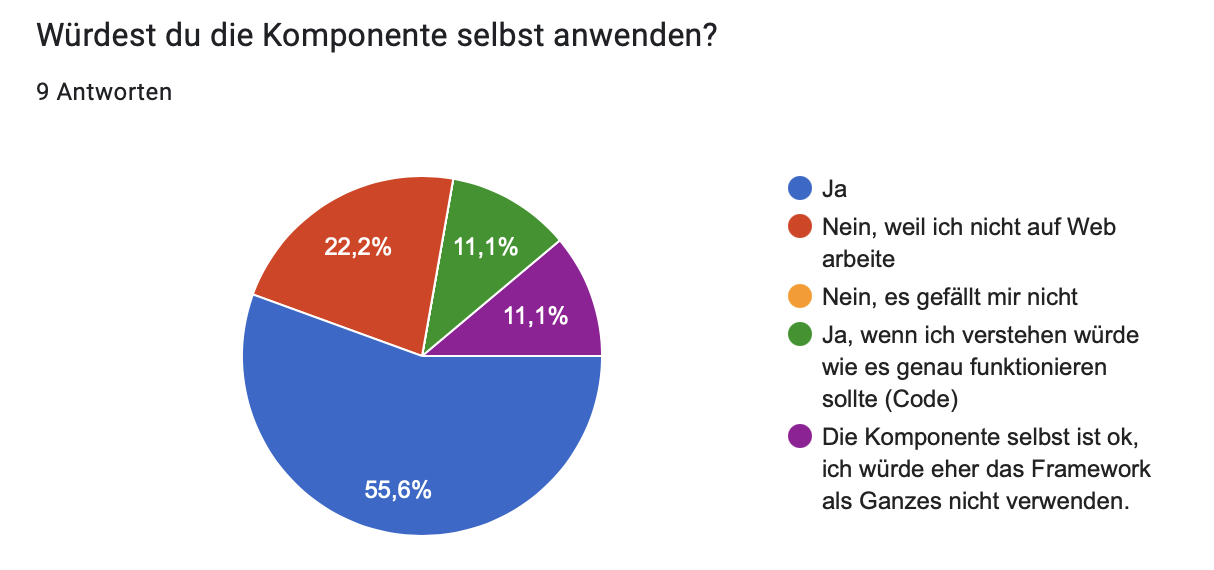 Würdest du die Komponente selbst anwenden?
9 Antworten
22,2%
11,1%
11,1%
55,6%
Ja
Nein, weil ich nicht auf Web
arbeite
Nein, es gefällt mir nicht
Ja, wenn ich verstehen würde
wie es genau funktionieren
sollte (Code)
Die Komponente selbst ist ok,
ich würde eher das Framework
als Ganzes nicht verwenden.